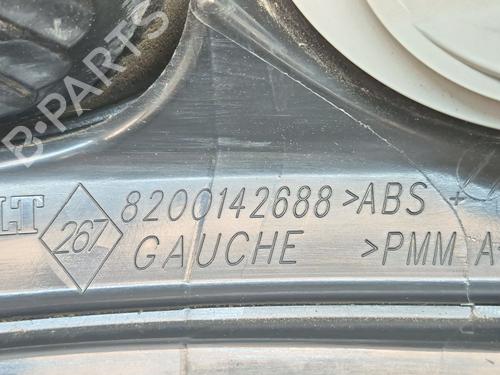 B-PARTS
LT 267 8200142688 >ABS +
GAUCHE >PMM A